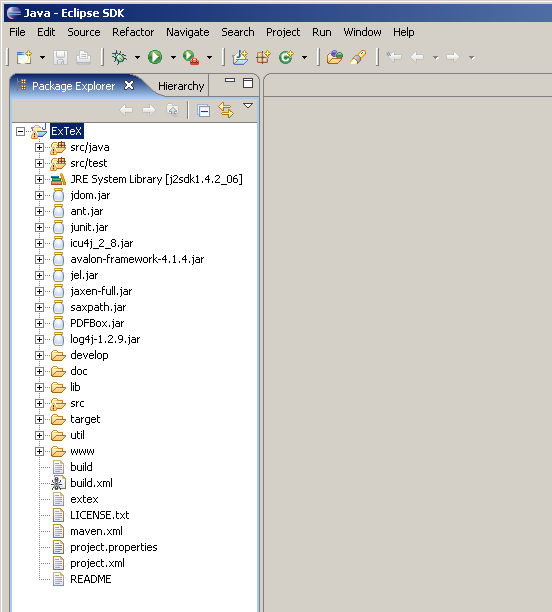 Java - Eclipse SDK
File Edit Source Refactor Navigate Search Project Run Window Help
Package Explorer Hierarchy
ExTeX
src/java
src/test
JRE System Library [j2sdk1.4.2_06]
jdom.jar
ant.jar
junit.jar
icu4j_2_8.jar
avalon-framework-4.1.4.jar
jel.jar
jaxen-full.jar
saxpath.jar
PDFBox.jar
log4j-1.2.9.jar
develop
doc
lib
src
target
util
www
build
build.xml
extex
LICENSE.txt
maven.xml
project.properties
project.xml
README